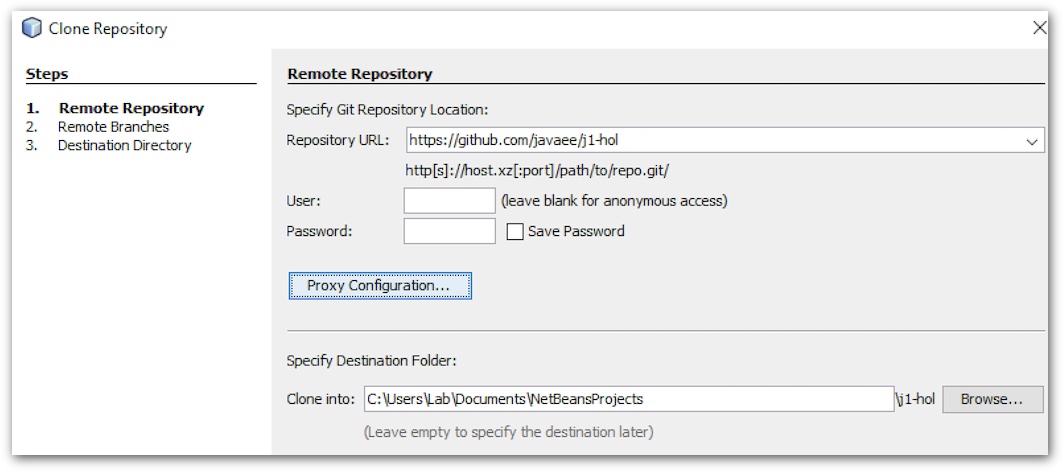 Clone Repository
Steps
1. Remote Repository
2. Remote Branches
3. Destination Directory
Remote Repository
Specify Git Repository Location:
Repository URL: https://github.com/javaee/j1-hol
http[s]://host.xz[:port]/path/to/repo.git/
User: (leave blank for anonymous access)
Password: Save Password
Proxy Configuration...
Specify Destination Folder:
Clone into: C:\Users\Lab\Documents\NetBeansProjects \j1-hol Browse...
(Leave empty to specify the destination later)